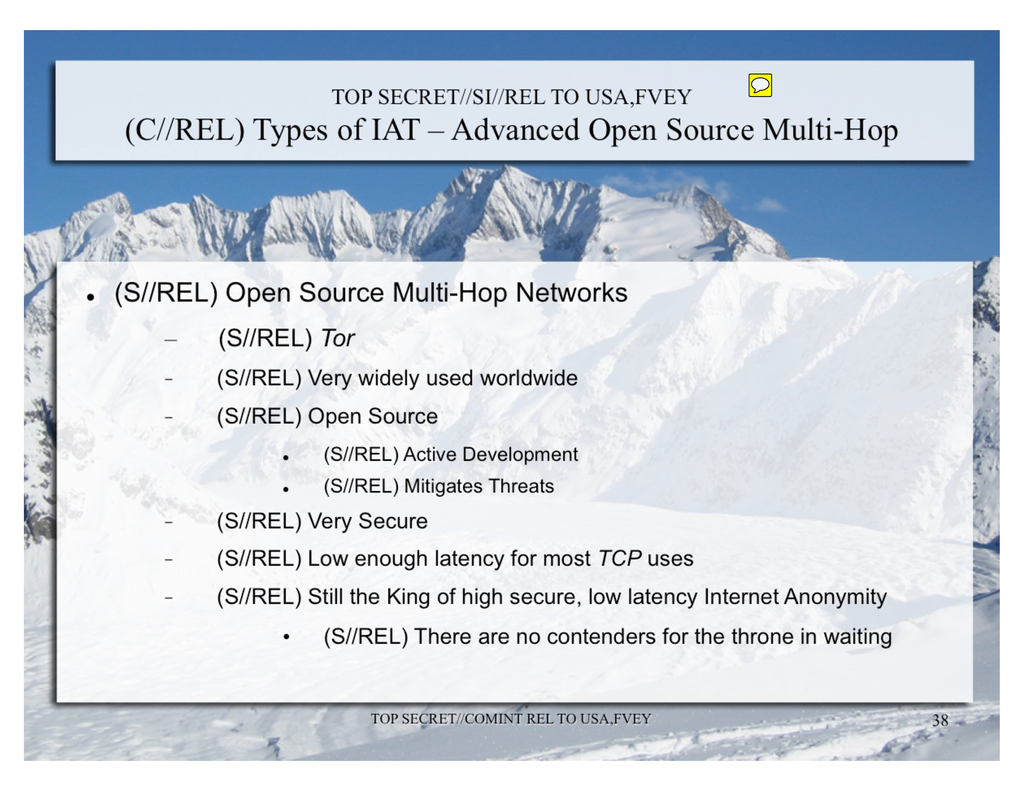 TOP SECRET//SI//REL TO USA,FVEY
(C//REL) Types of IAT – Advanced Open Source Multi-Hop
• (S//REL) Open Source Multi-Hop Networks
– (S//REL) Tor
– (S//REL) Very widely used worldwide
– (S//REL) Open Source
• (S//REL) Active Development
• (S//REL) Mitigates Threats
– (S//REL) Very Secure
– (S//REL) Low enough latency for most TCP uses
– (S//REL) Still the King of high secure, low latency Internet Anonymity
• (S//REL) There are no contenders for the throne in waiting
TOP SECRET//COMINT REL TO USA,FVEY
38